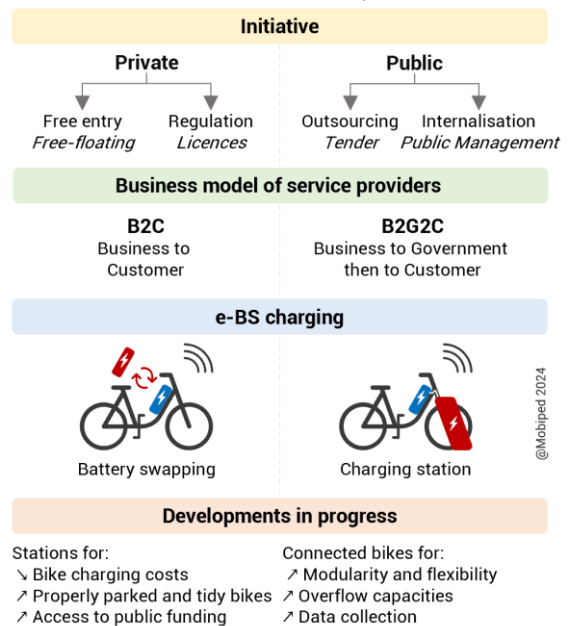 Initiative
Private
Public
Free entry
Free-floating
Regulation
Licences
Outsourcing
Tender
Internalisation
Public Management
Business model of service providers
B2C
Business to
Customer
B2G2C
Business to Government
then to Customer
e-BS charging
Battery swapping
Charging station
@Mobiped 2024
Developments in progress
Stations for:
↘ Bike charging costs
↗ Properly parked and tidy bikes
↗ Access to public funding
Connected bikes for:
↗ Modularity and flexibility
↗ Overflow capacities
↗ Data collection